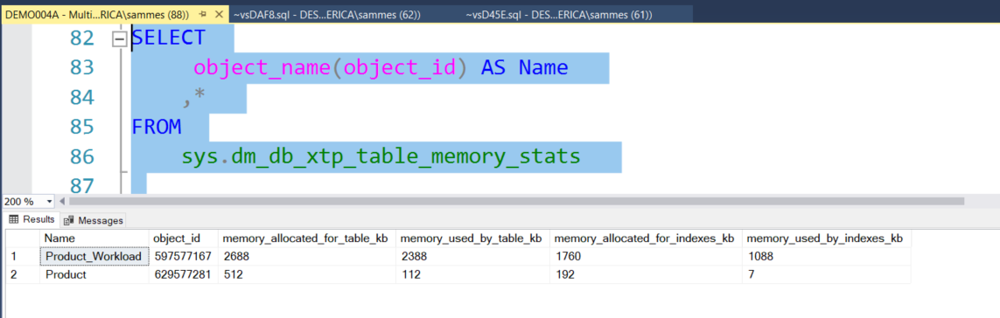 DEMO004A - Multi...RICA\sammes (88)) ~vsDAF8.sql - DES...ERICA\sammes (62)) ~vsD45E.sql - DES...ERICA\sammes (61))
82 SELECT
83 object_name(object_id) AS Name
84 ,*
85 FROM
86 sys.dm_db_xtp_table_memory_stats
87
200 %
Results Messages
Name object_id memory_allocated_for_table_kb memory_used_by_table_kb memory_allocated_for_indexes_kb memory_used_by_indexes_kb
1 Product_Workload 597577167 2688 2388 1760 1088
2 Product 629577281 512 112 192 7